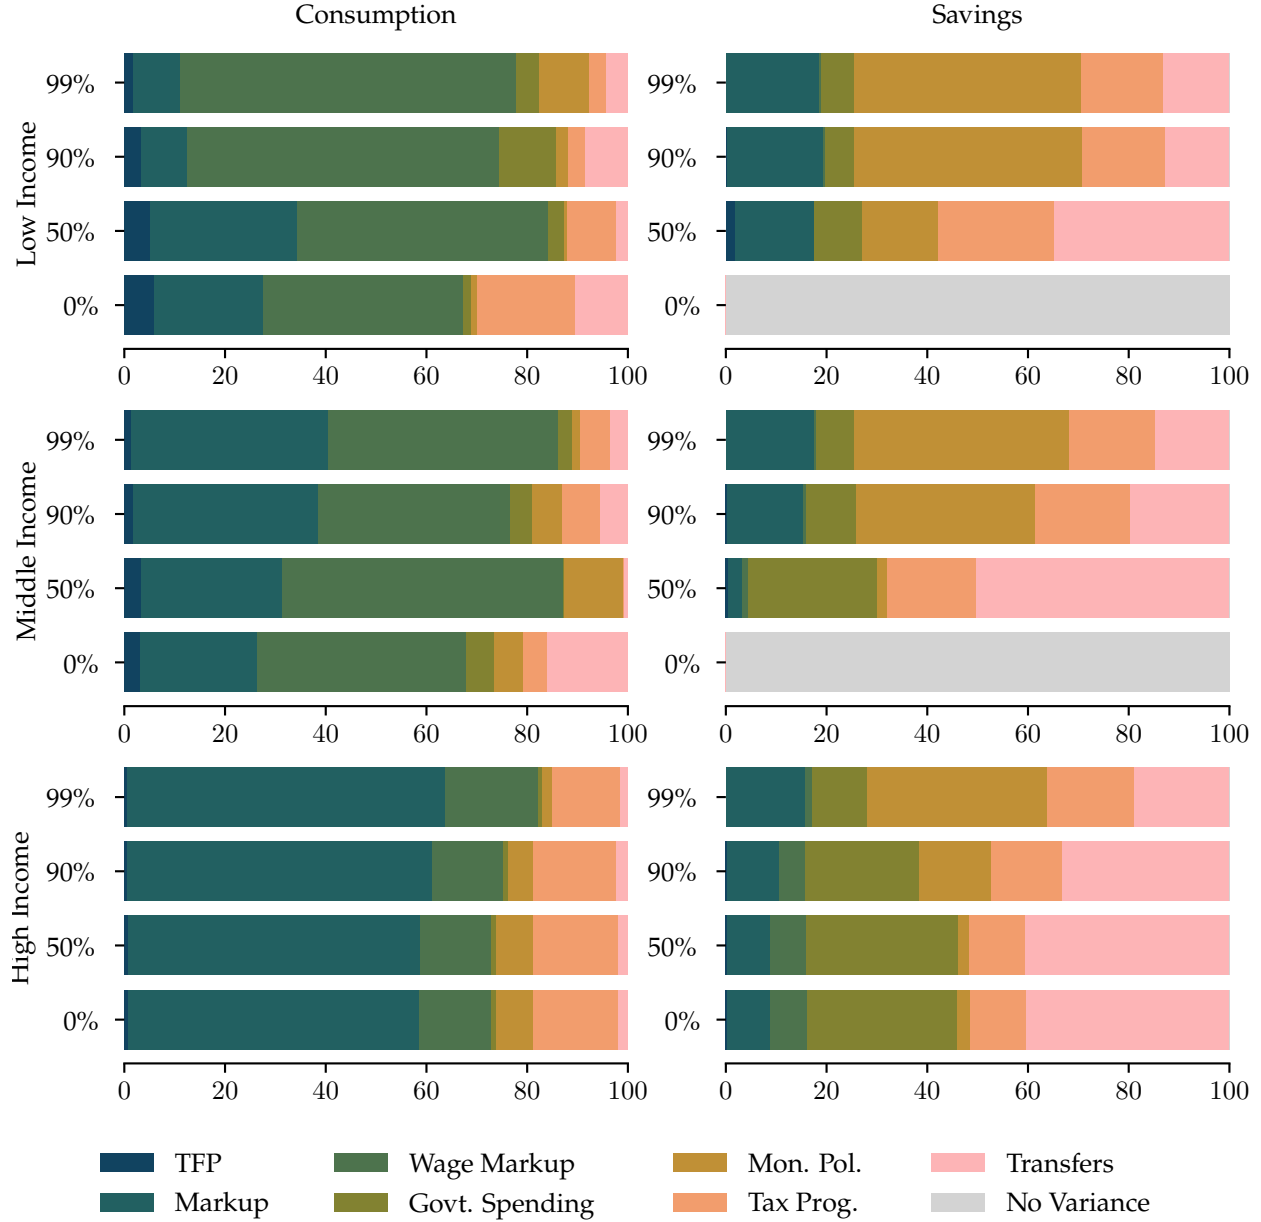 Consumption
Savings
Low Income
99%
90%
50%
0%
0 20 40 60 80 100
99%
90%
50%
0%
0 20 40 60 80 100
Middle Income
99%
90%
50%
0%
0 20 40 60 80 100
99%
90%
50%
0%
0 20 40 60 80 100
High Income
99%
90%
50%
0%
0 20 40 60 80 100
99%
90%
50%
0%
0 20 40 60 80 100
TFP
Markup
Wage Markup
Govt. Spending
Mon. Pol.
Tax Prog.
Transfers
No Variance